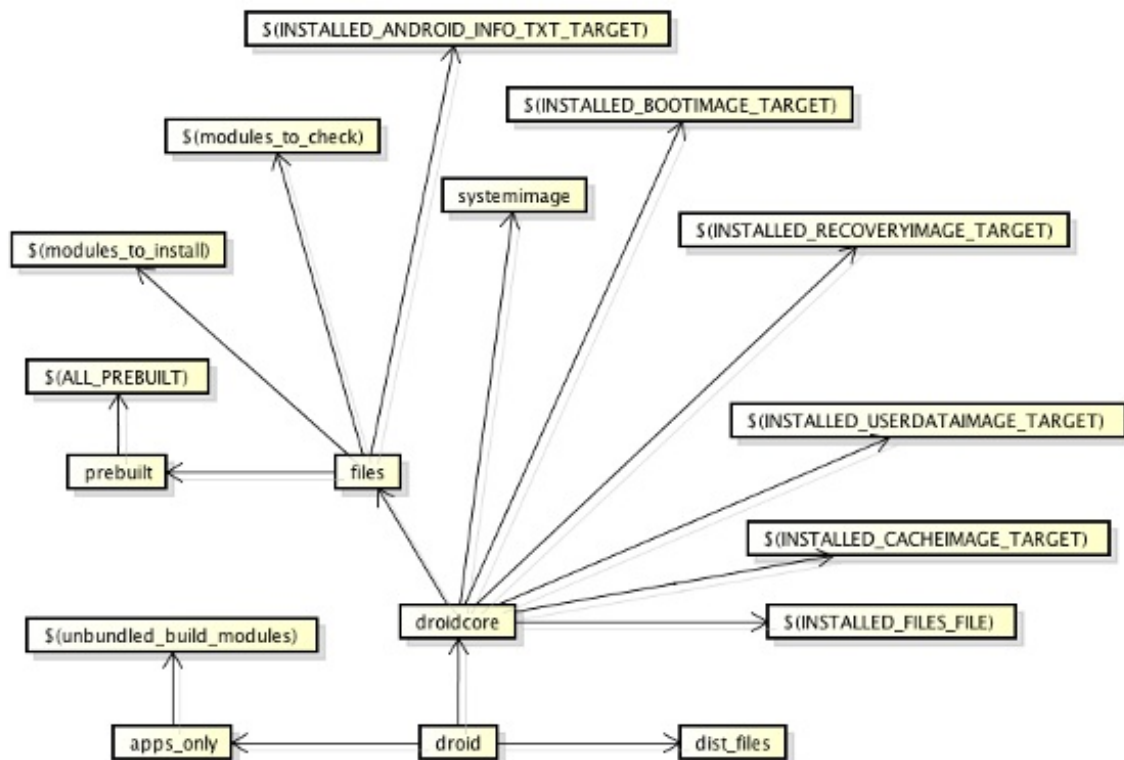 $(INSTALLED_ANDROID_INFO_TXT_TARGET)
$(INSTALLED_BOOTIMAGE_TARGET)
$(modules_to_check)
systemimage
$(INSTALLED_RECOVERYIMAGE_TARGET)
$(modules_to_install)
$(ALL_PREBUILT)
$(INSTALLED_USERDATAIMAGE_TARGET)
prebuilt
files
$(INSTALLED_CACHEIMAGE_TARGET)
droidcore
$(INSTALLED_FILES_FILE)
$(unbundled_build_modules)
apps_only
droid
dist_files